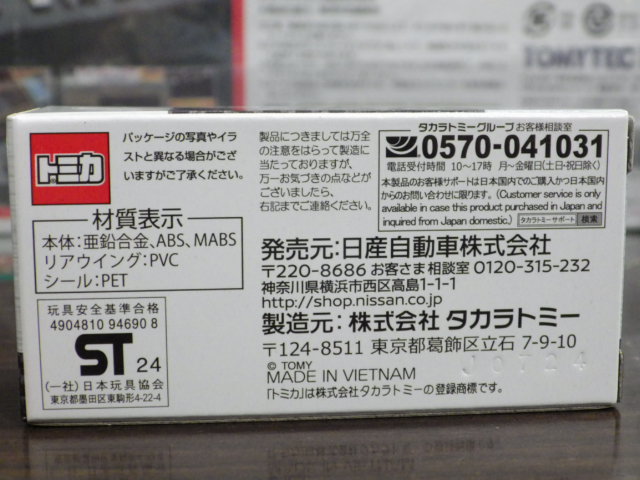 TOMYTEC
トミカ
パッケージの写真やイラ
ストと異なる場合がござ
いますがご了承ください。
製品につきましては万全
の注意をはらって製造に
当たっておりますが、
万一お気づきの点などが
ございましたら、
右記までご連絡ください。
タカラトミーグループお客様相談室
0570-041031
電話受付時間 10〜17時 月〜金曜日(土日・祝日除く)
本製品のお客様サポートは日本国内でのご購入かつ日本国内
からのお問い合わせに限ります。(Customer service is only
available in case this product purchased in Japan and
inquired from Japan domestic.) タカラトミーサポート 検索
材質表示
本体:亜鉛合金、ABS、MABS
リアウイング:PVC
シール:PET
発売元:日産自動車株式会社
〒220-8686 お客さま相談室 0120-315-232
神奈川県横浜市西区高島1-1-1
http://shop.nissan.co.jp
製造元:株式会社 タカラトミー
〒124-8511 東京都葛飾区立石 7-9-10
© TOMY
MADE IN VIETNAM
「トミカ」は株式会社タカラトミーの登録商標です。
J0724
玩具安全基準合格
4904810 94690 8
ST 24
(一社)日本玩具協会
東京都墨田区東駒形4-22-4